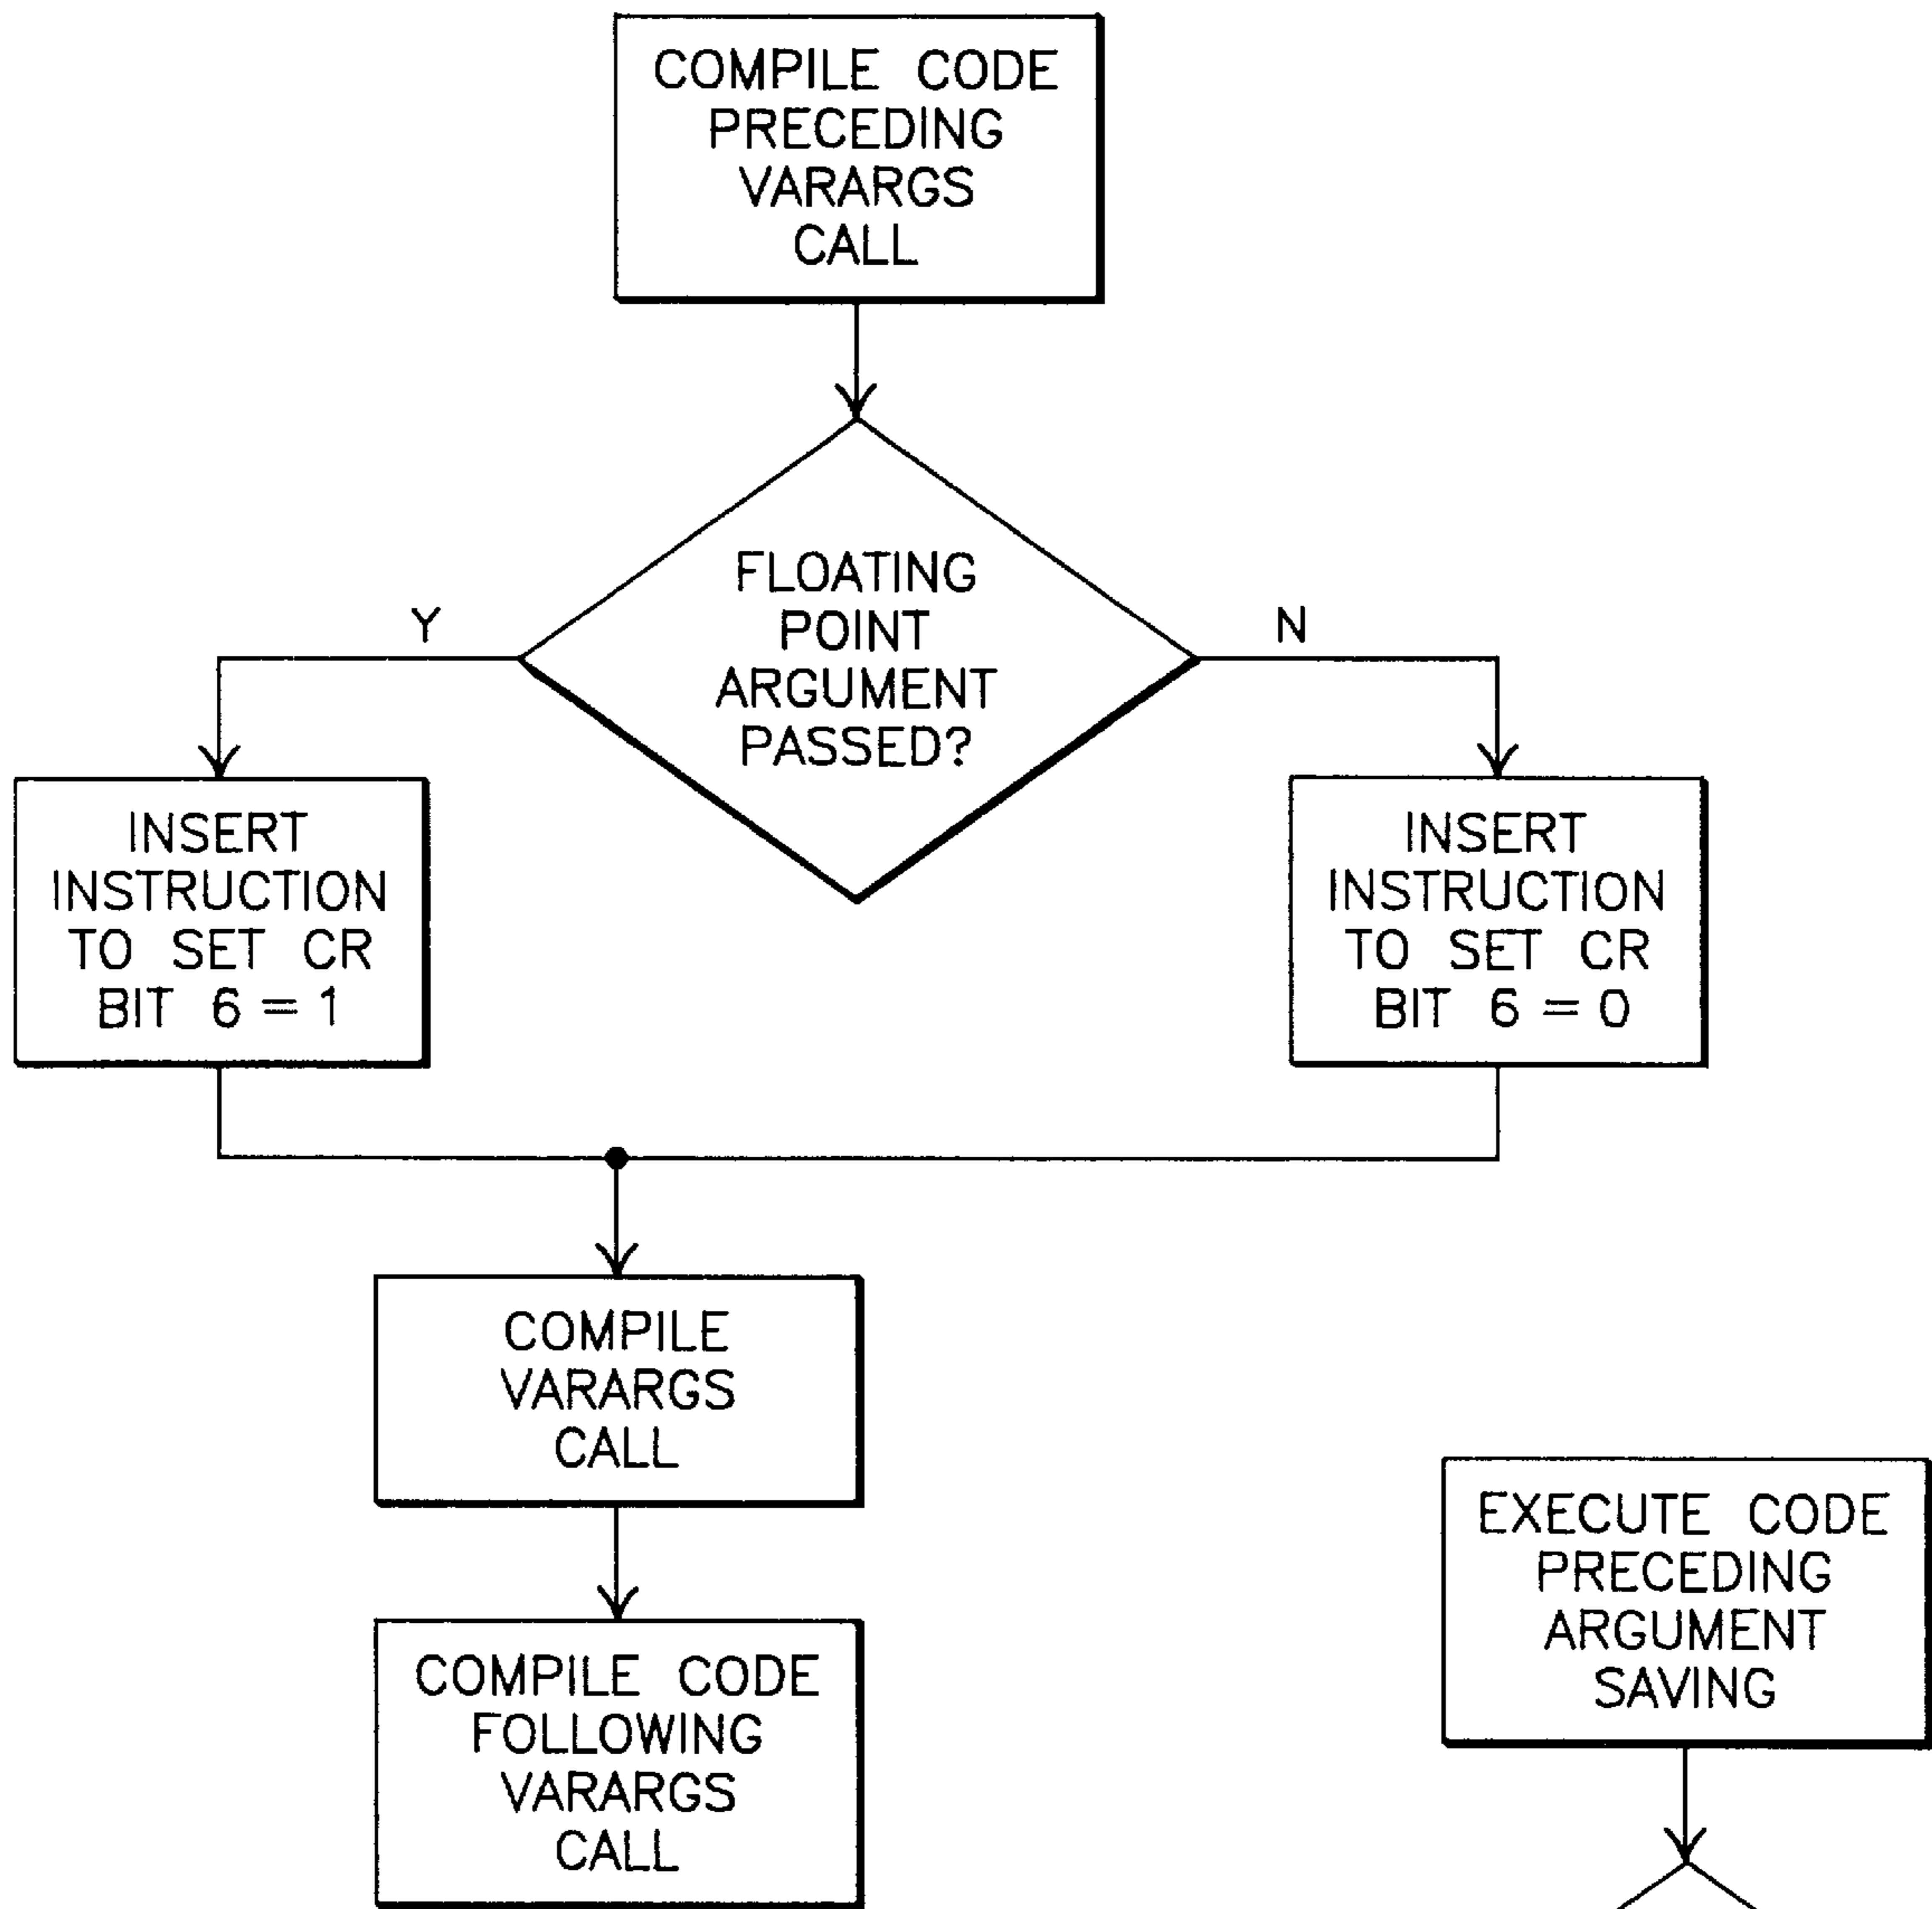 COMPILE CODE
PRECEDING
VARARGS
CALL
FLOATING
POINT
ARGUMENT
PASSED?
Y
N
INSERT
INSTRUCTION
TO SET CR
BIT 6 = 1
INSERT
INSTRUCTION
TO SET CR
BIT 6 = 0
COMPILE
VARARGS
CALL
COMPILE CODE
FOLLOWING
VARARGS
CALL
EXECUTE CODE
PRECEDING
ARGUMENT
SAVING